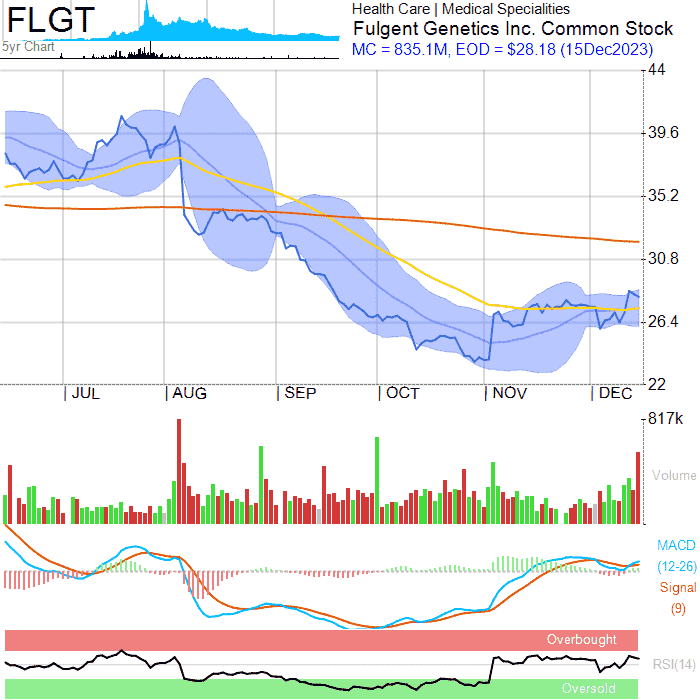 FLGT
5yr Chart
Health Care | Medical Specialities
Fulgent Genetics Inc. Common Stock
MC = 835.1M, EOD = $28.18 (15Dec2023)
44
39.6
35.2
30.8
26.4
22
| JUL
| AUG
| SEP
| OCT
| NOV
| DEC
817k
Volume
MACD
(12-26)
Signal
(9)
Overbought
RSI(14)
Oversold